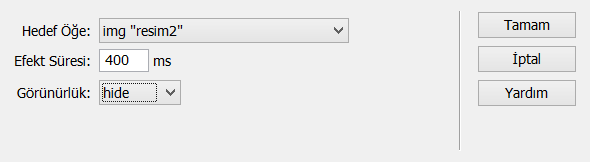 Hedef Öğe: img "resim2"
Efekt Süresi: 400 ms
Görünürlük: hide
Tamam
İptal
Yardım